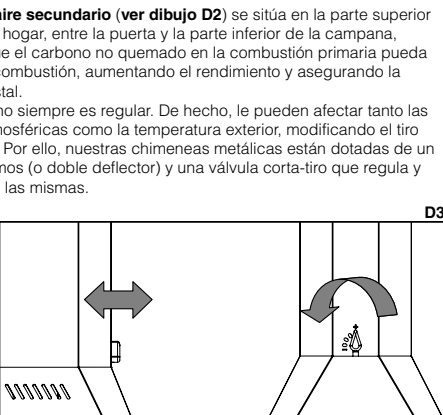 ire secundario (ver dibujo D2) se sitúa en la parte superior
hogar, entre la puerta y la parte inferior de la campana,
e el carbono no quemado en la combustión primaria pueda
combustión, aumentando el rendimiento y asegurando la
tal.
no siempre es regular. De hecho, le pueden afectar tanto las
mosféricas como la temperatura exterior, modificando el tiro
Por ello, nuestras chimeneas metálicas están dotadas de un
mos (o doble deflector) y una válvula corta-tiro que regula y
las mismas.
D3
+